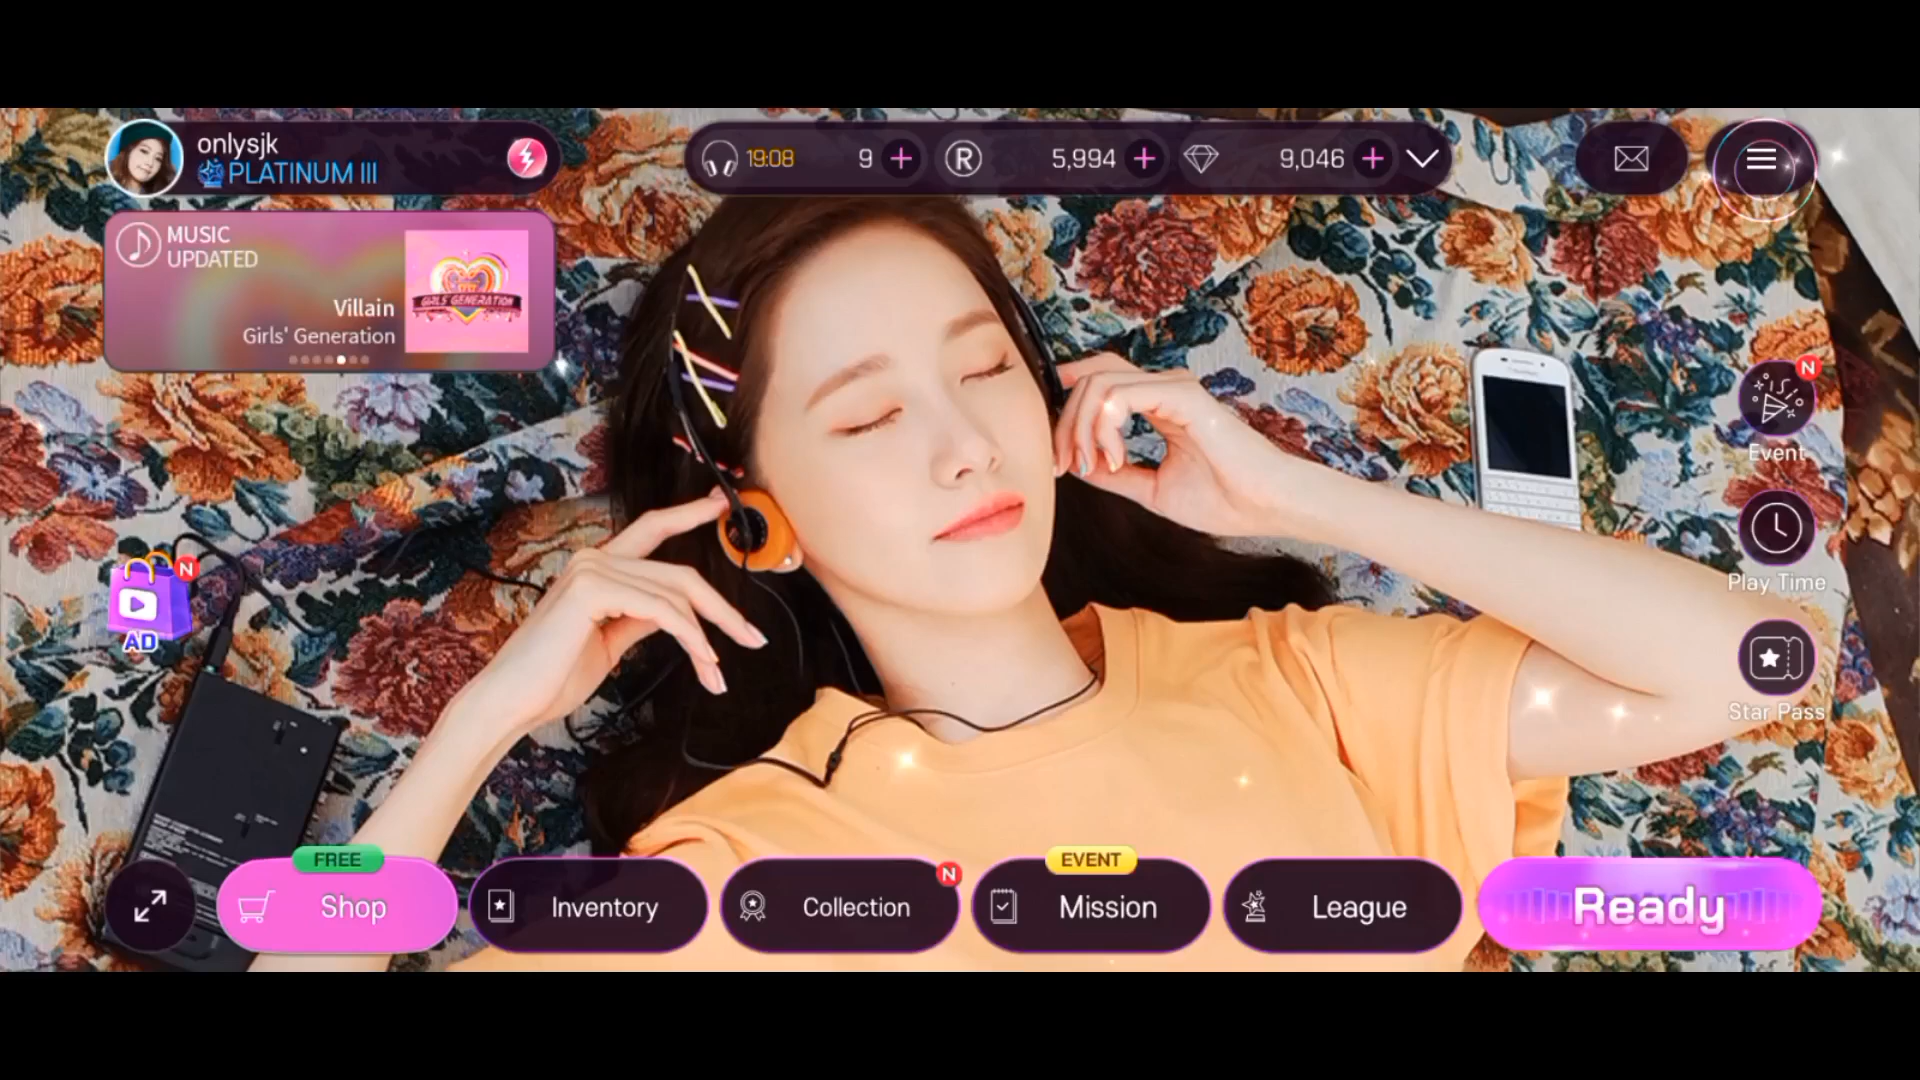 onlysjk
PLATINUM III
19:08
9
R
5,994
9,046
MUSIC
UPDATED
Villain
Girls' Generation
GIRLS' GENERATION
N
Event
Play Time
N
AD
Star Pass
FREE
Shop
Inventory
Collection
N
EVENT
Mission
League
Ready